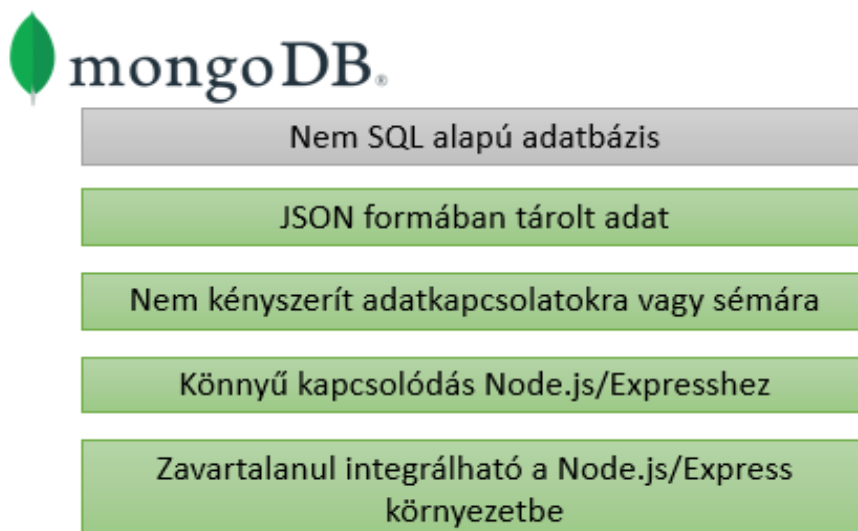 mongoDB®
Nem SQL alapú adatbázis
JSON formában tárolt adat
Nem kényszerít adatkapcsolatokra vagy sémára
Könnyű kapcsolódás Node.js/Expresshez
Zavartalanul integrálható a Node.js/Express
környezetbe